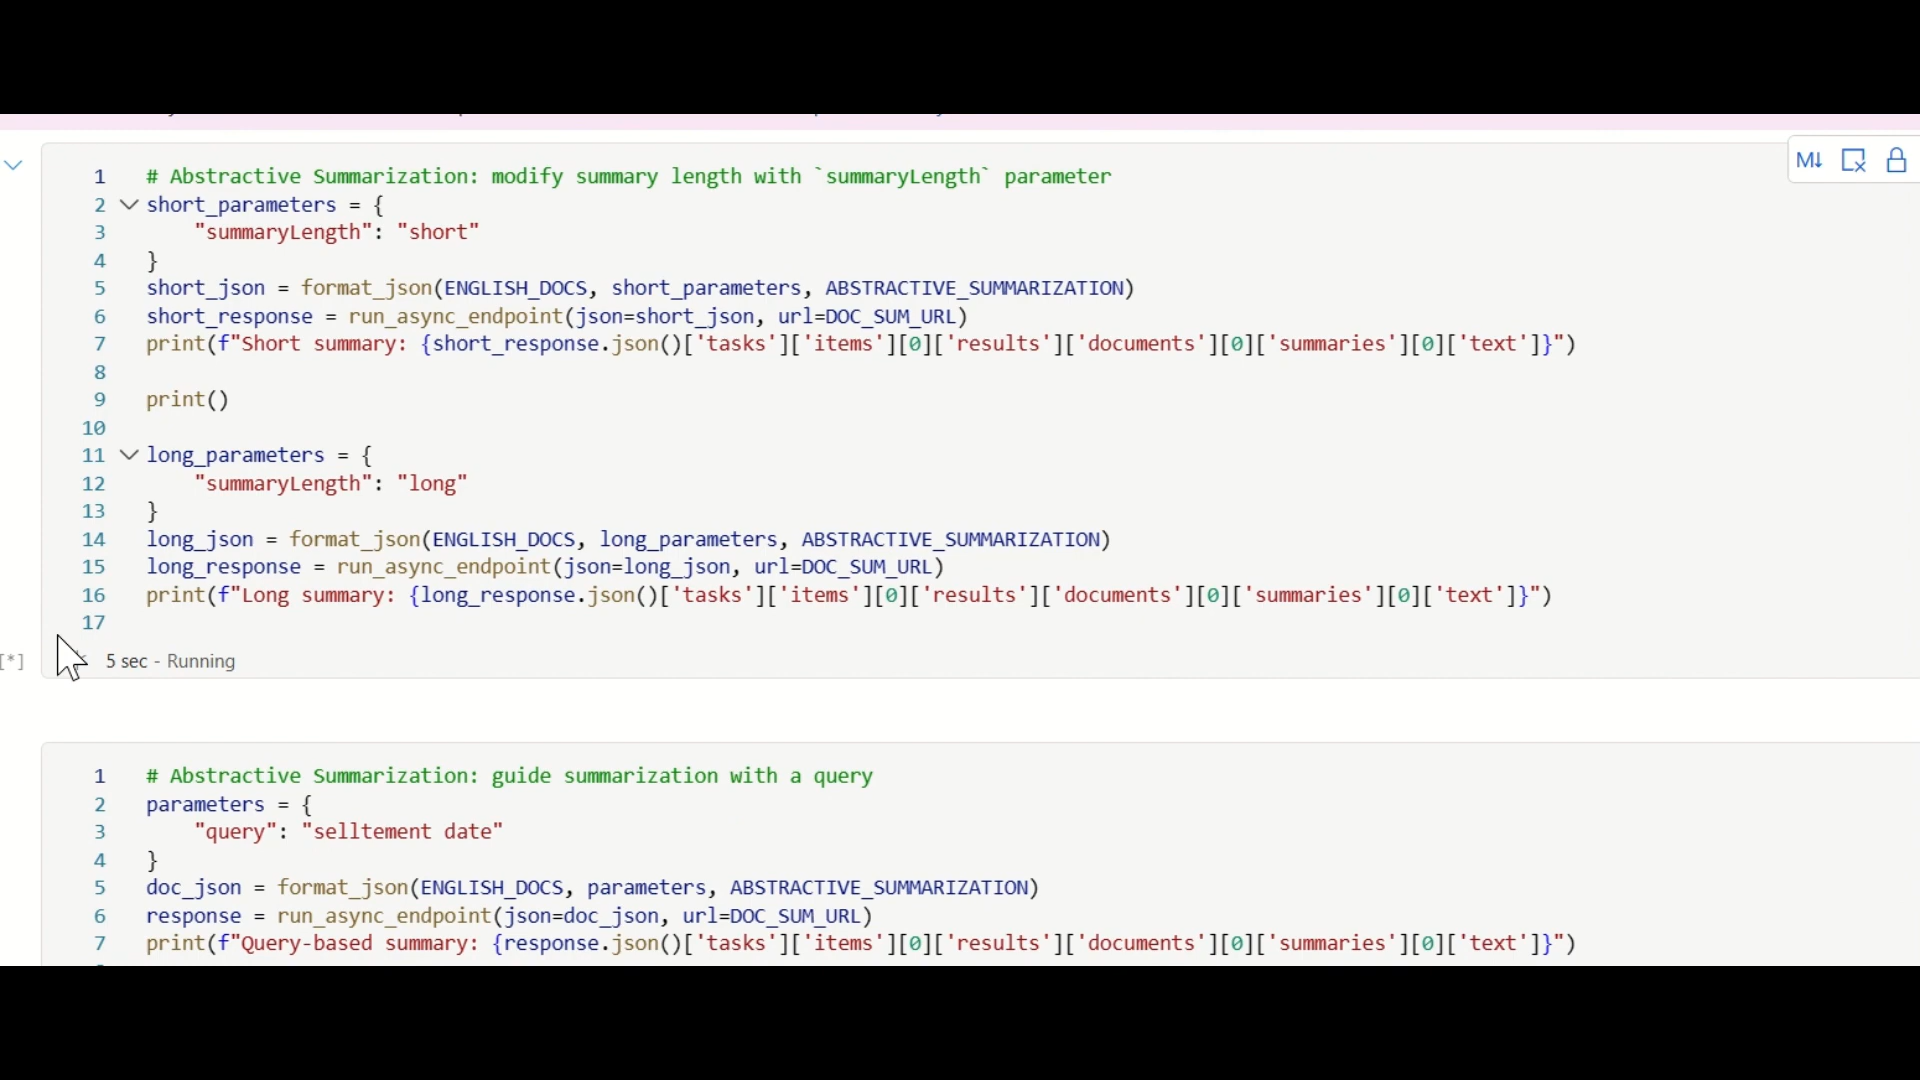 M↓
1 # Abstractive Summarization: modify summary length with `summaryLength` parameter
2 short_parameters = {
3 "summaryLength": "short"
4 }
5 short_json = format_json(ENGLISH_DOCS, short_parameters, ABSTRACTIVE_SUMMARIZATION)
6 short_response = run_async_endpoint(json=short_json, url=DOC_SUM_URL)
7 print(f"Short summary: {short_response.json()['tasks']['items'][0]['results']['documents'][0]['summaries'][0]['text']}")
8
9 print()
10
11 long_parameters = {
12 "summaryLength": "long"
13 }
14 long_json = format_json(ENGLISH_DOCS, long_parameters, ABSTRACTIVE_SUMMARIZATION)
15 long_response = run_async_endpoint(json=long_json, url=DOC_SUM_URL)
16 print(f"Long summary: {long_response.json()['tasks']['items'][0]['results']['documents'][0]['summaries'][0]['text']}")
17
[*] 5 sec - Running
1 # Abstractive Summarization: guide summarization with a query
2 parameters = {
3 "query": "selltement date"
4 }
5 doc_json = format_json(ENGLISH_DOCS, parameters, ABSTRACTIVE_SUMMARIZATION)
6 response = run_async_endpoint(json=doc_json, url=DOC_SUM_URL)
7 print(f"Query-based summary: {response.json()['tasks']['items'][0]['results']['documents'][0]['summaries'][0]['text']}")